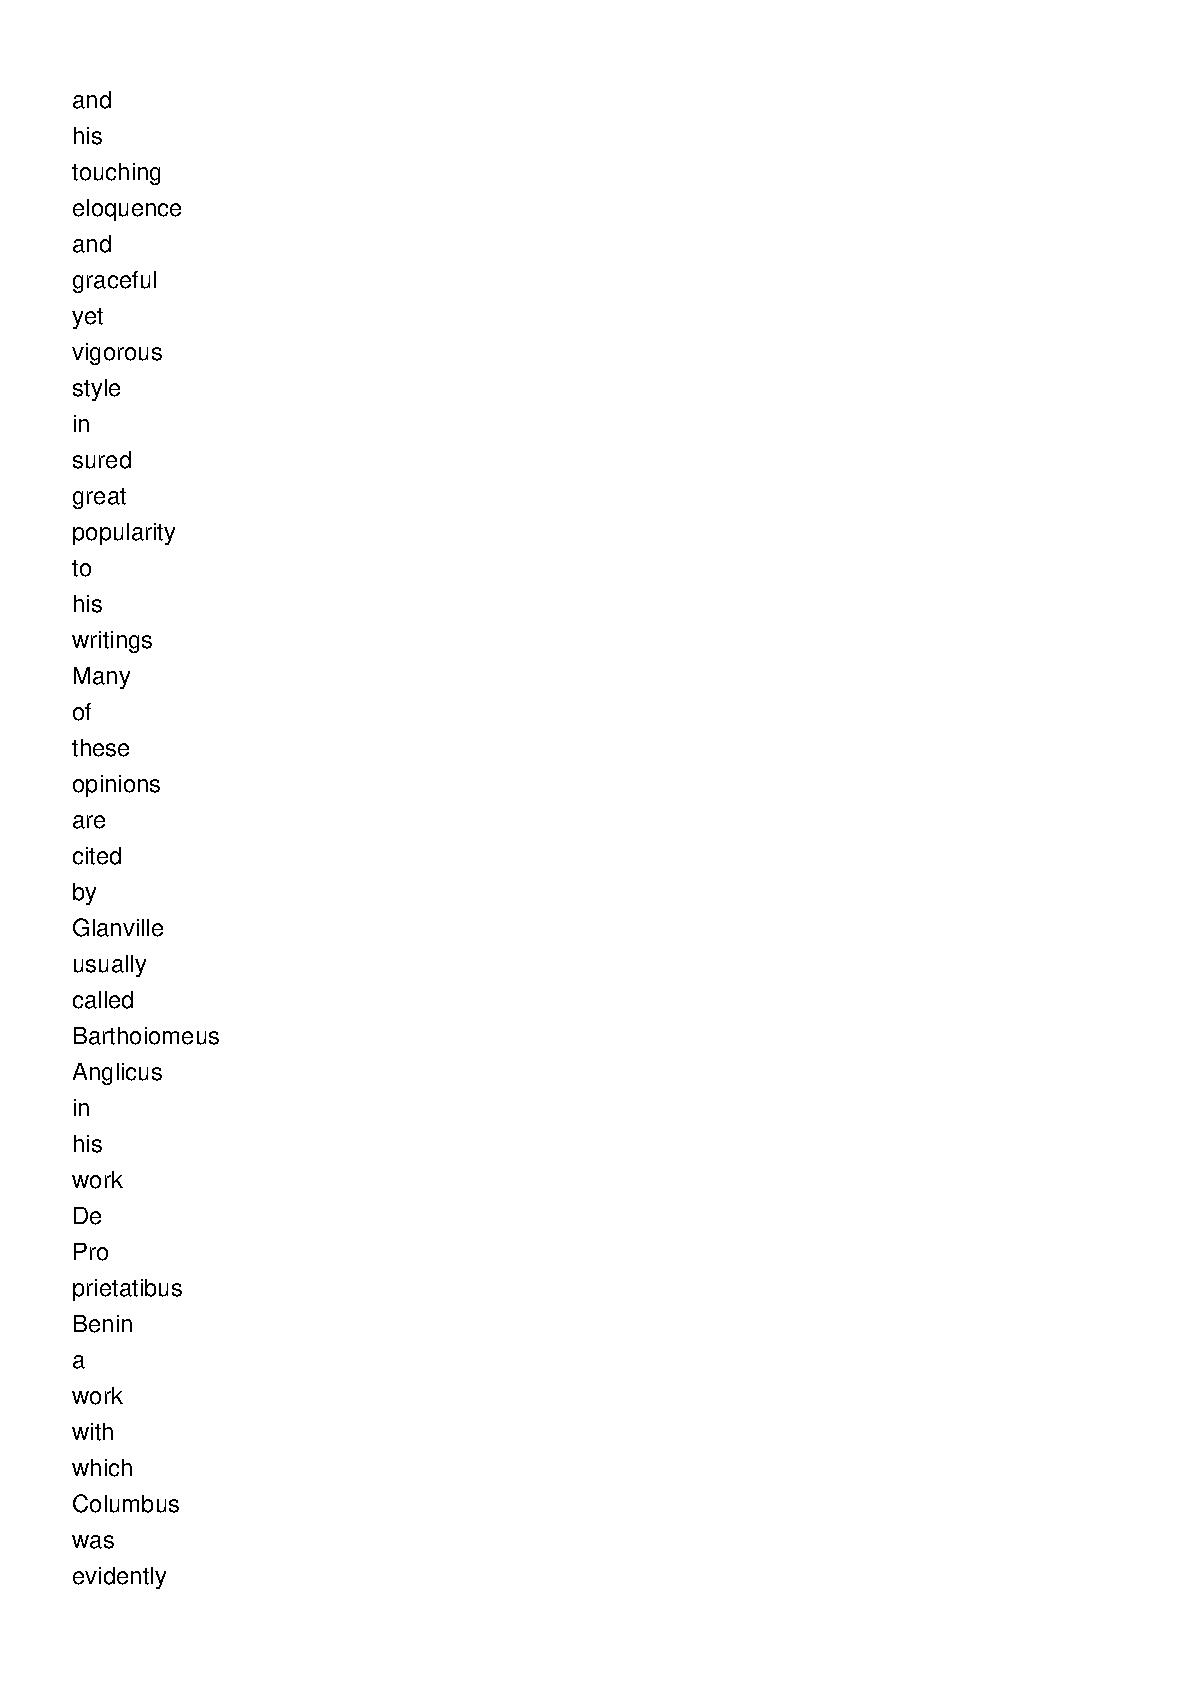 and
his
touching
eloquence
and
graceful
yet
vigorous
style
in
sured
great
popularity
to
his
writings
Many
of
these
opinions
are
cited
by
Glanville
usually
called
Barthoiomeus
Anglicus
in
his
work
De
Pro
prietatibus
Benin
a
work
with
which
Columbus
was
evidently